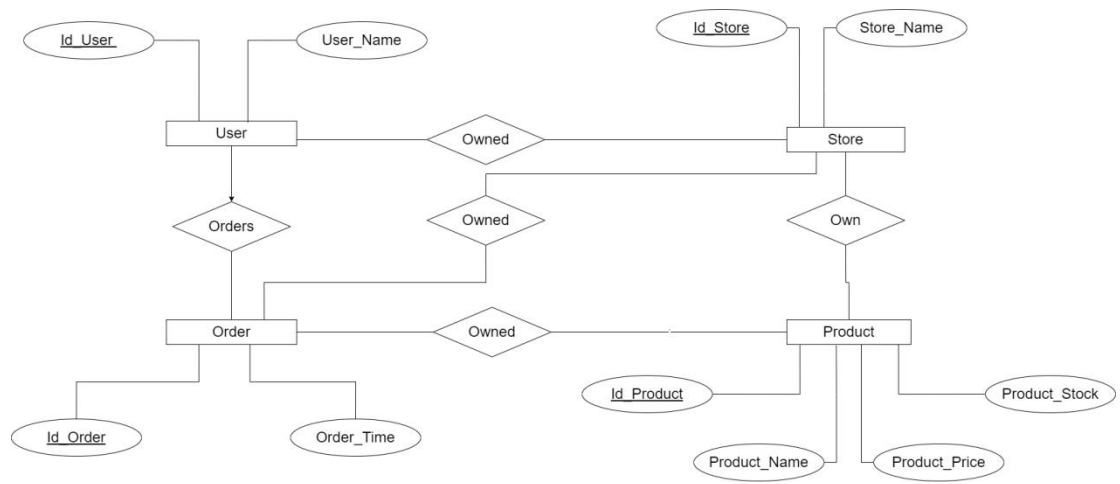 Id_User
User_Name
Id_Store
Store_Name
User
Owned
Store
Orders
Owned
Own
Order
Owned
Product
Id_Product
Product_Stock
Id_Order
Order_Time
Product_Name
Product_Price